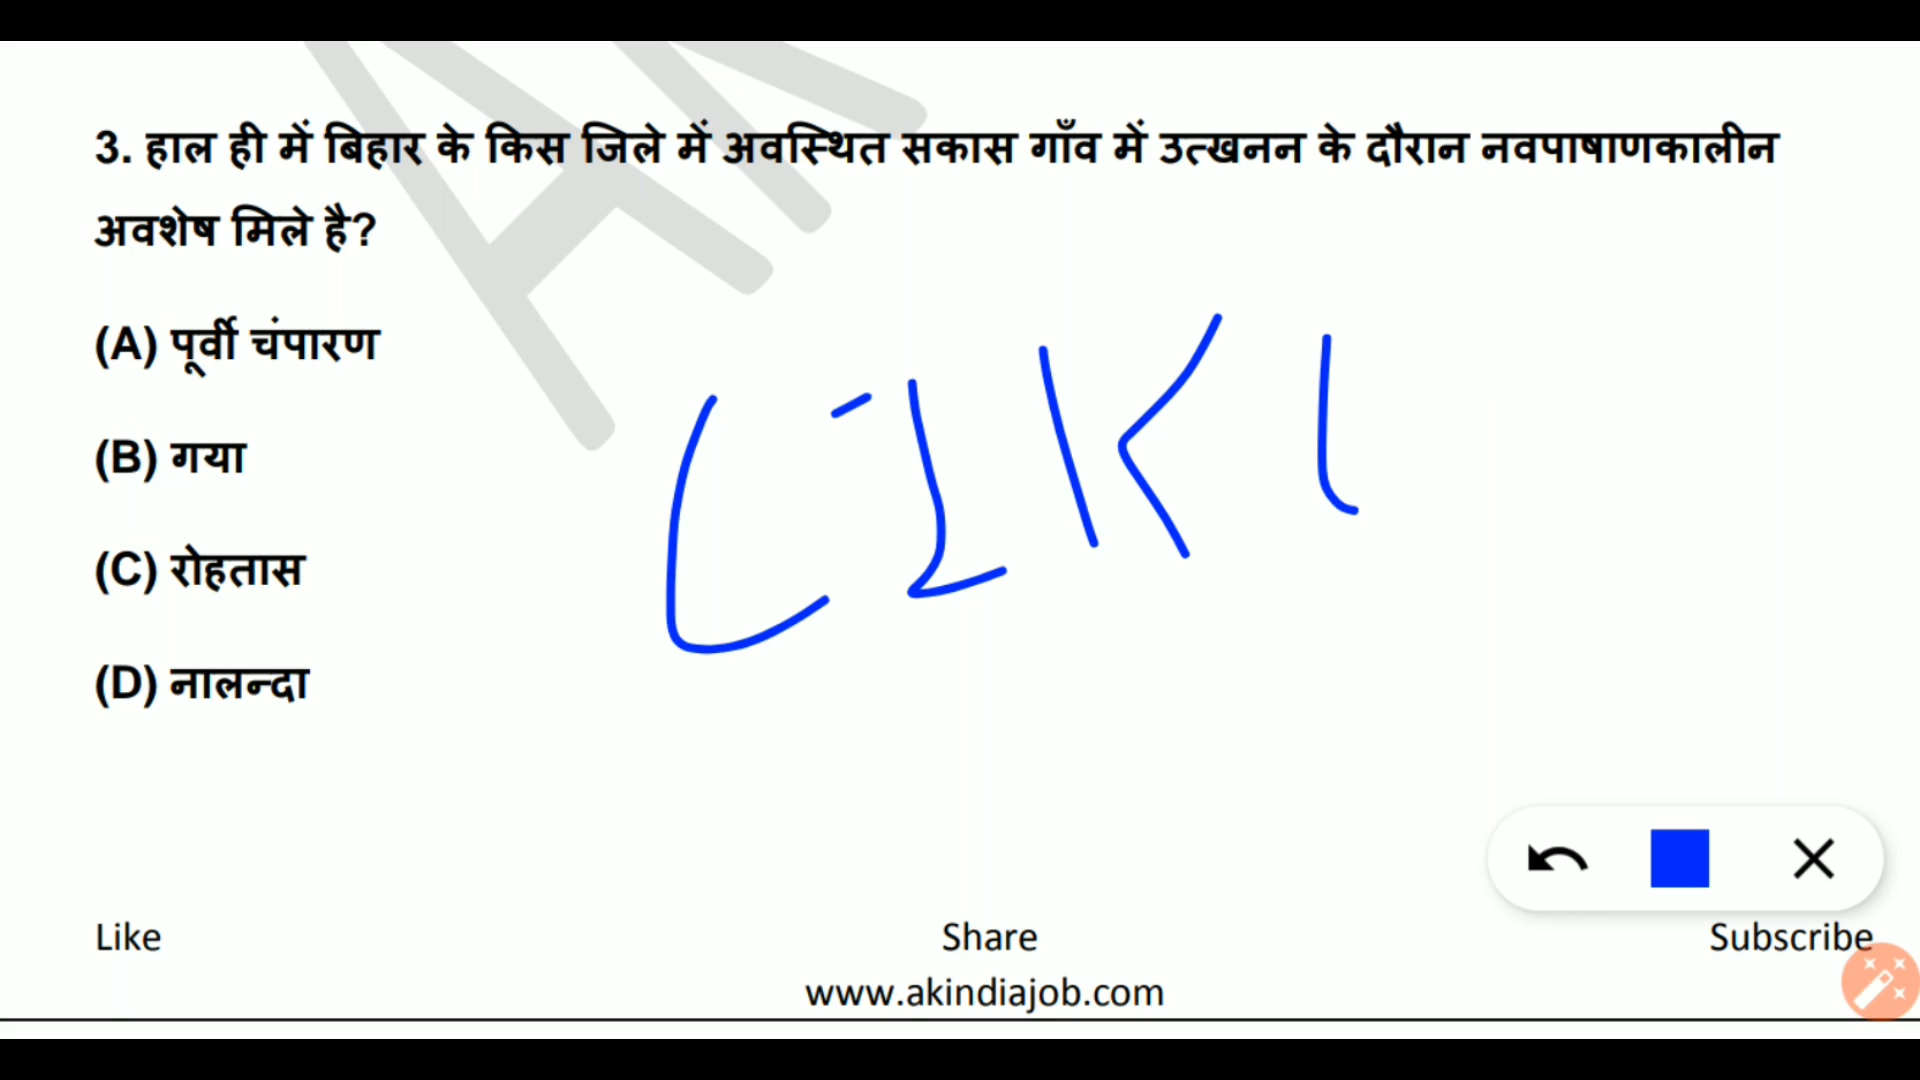 3. हाल ही में बिहार के किस जिले में अवस्थित सकास गाँव में उत्खनन के दौरान नवपाषाणकालीन
अवशेष मिले है?
(A) पूर्वी चंपारण
(B) गया
(C) रोहतास
(D) नालन्दा
Like Share Subscribe
www.akindiajob.com